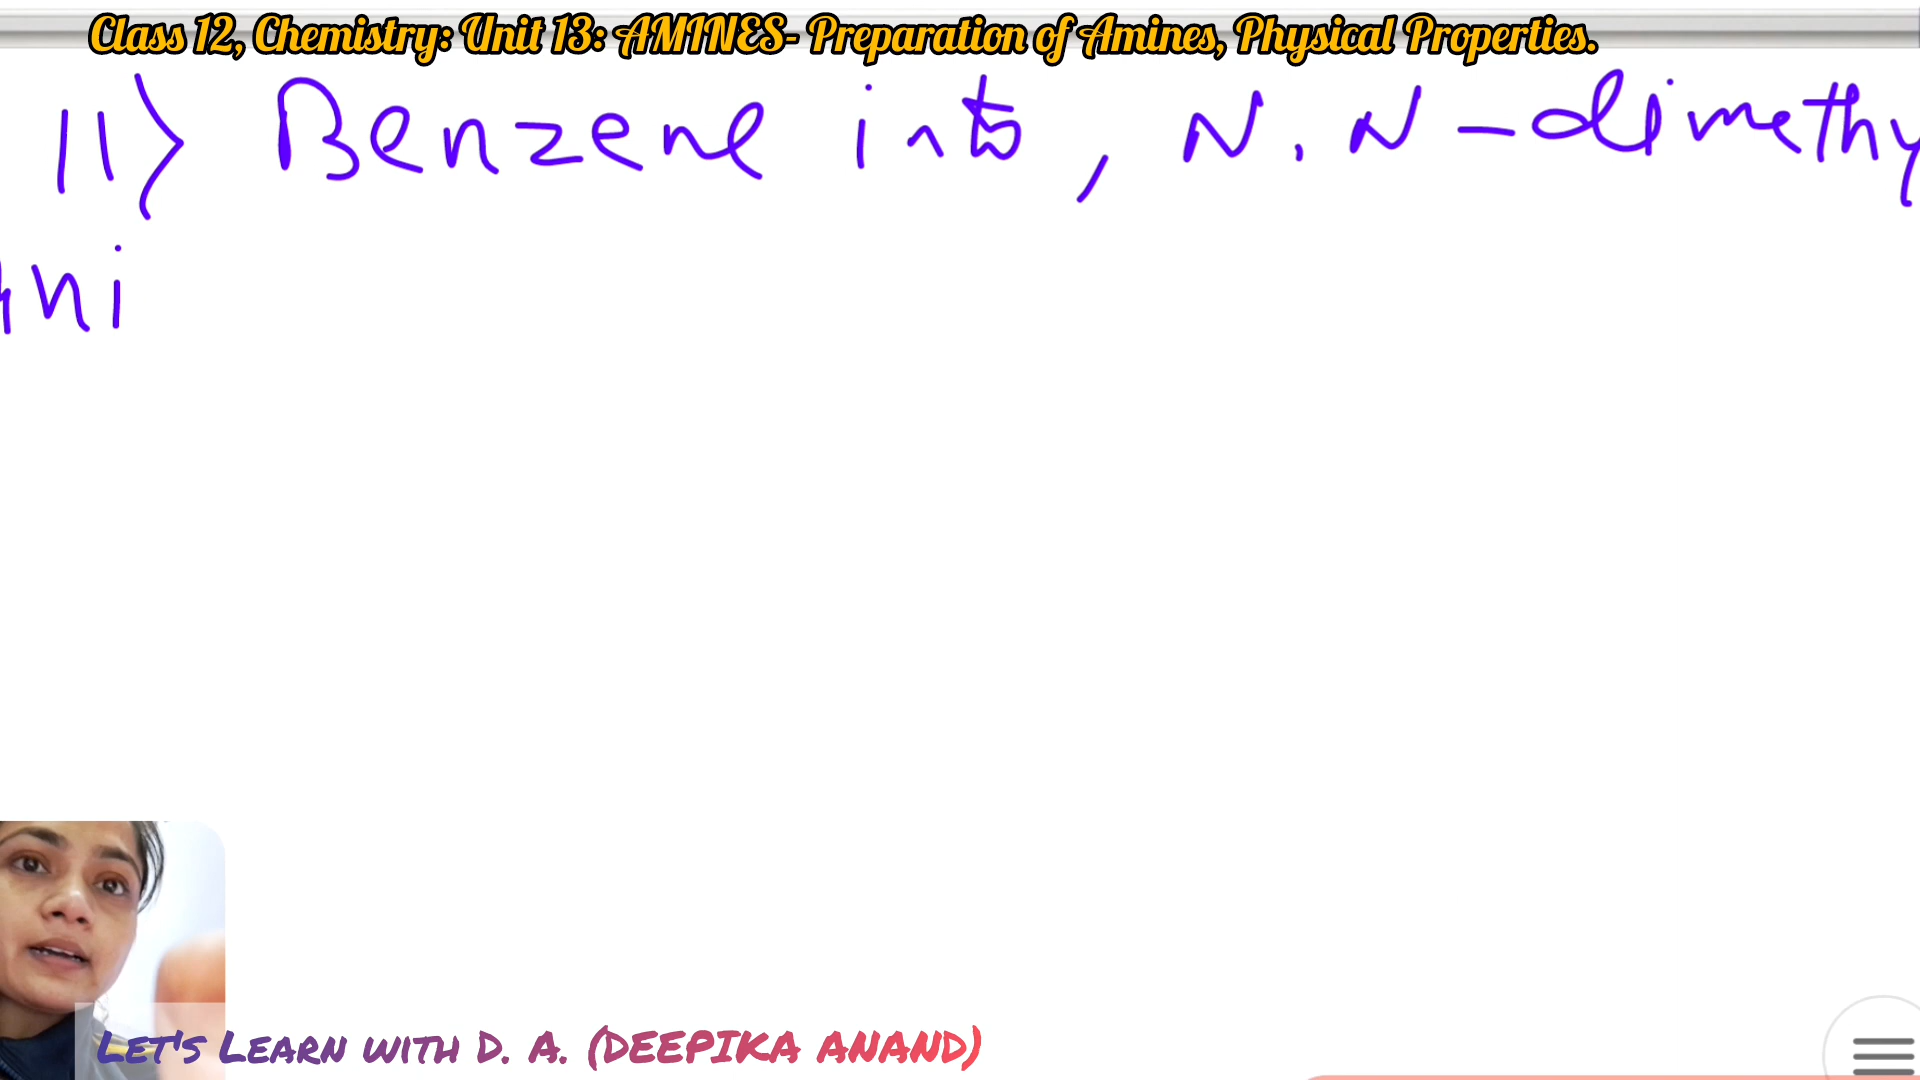 Class 12, Chemistry: Unit 13: AMINES- Preparation of Amines, Physical Properties.
11) Benzene into, N.N-dimethy
Ani
LET'S LEARN WITH D. A. (DEEPIKA ANAND)